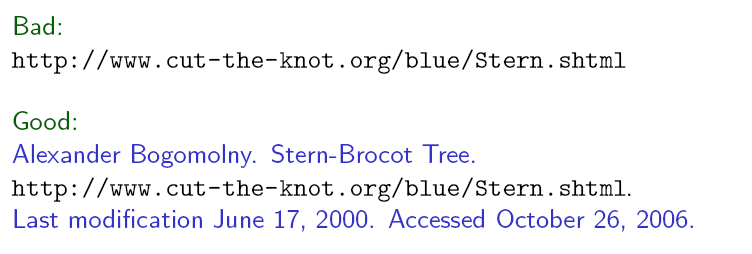 Bad:
http://www.cut-the-knot.org/blue/Stern.shtml
Good:
Alexander Bogomolny. Stern-Brocot Tree.
http://www.cut-the-knot.org/blue/Stern.shtml.
Last modification June 17, 2000. Accessed October 26, 2006.